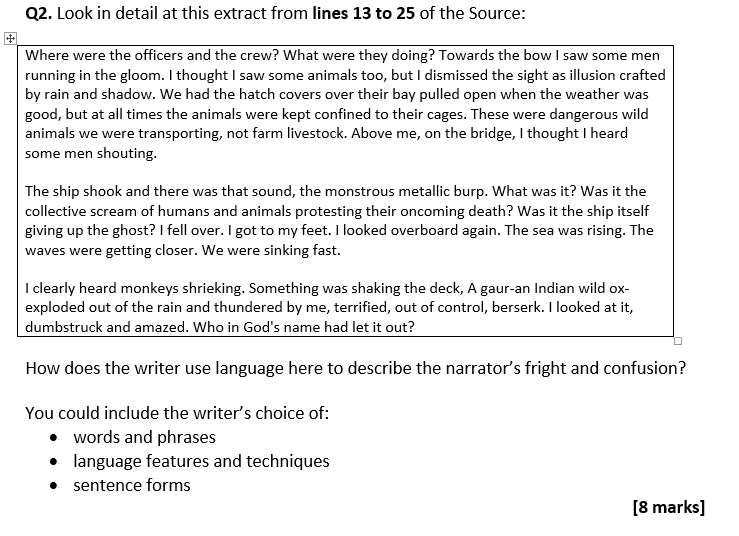 Q2. Look in detail at this extract from lines 13 to 25 of the Source:
Where were the officers and the crew? What were they doing? Towards the bow I saw some men
running in the gloom. I thought I saw some animals too, but I dismissed the sight as illusion crafted
by rain and shadow. We had the hatch covers over their bay pulled open when the weather was
good, but at all times the animals were kept confined to their cages. These were dangerous wild
animals we were transporting, not farm livestock. Above me, on the bridge, I thought I heard
some men shouting.
The ship shook and there was that sound, the monstrous metallic burp. What was it? Was it the
collective scream of humans and animals protesting their oncoming death? Was it the ship itself
giving up the ghost? I fell over. I got to my feet. I looked overboard again. The sea was rising. The
waves were getting closer. We were sinking fast.
I clearly heard monkeys shrieking. Something was shaking the deck, A gaur-an Indian wild ox-
exploded out of the rain and thundered by me, terrified, out of control, berserk. I looked at it,
dumbstruck and amazed. Who in God's name had let it out?
How does the writer use language here to describe the narrator's fright and confusion?
You could include the writer's choice of:
• words and phrases
• language features and techniques
• sentence forms
[8 marks]